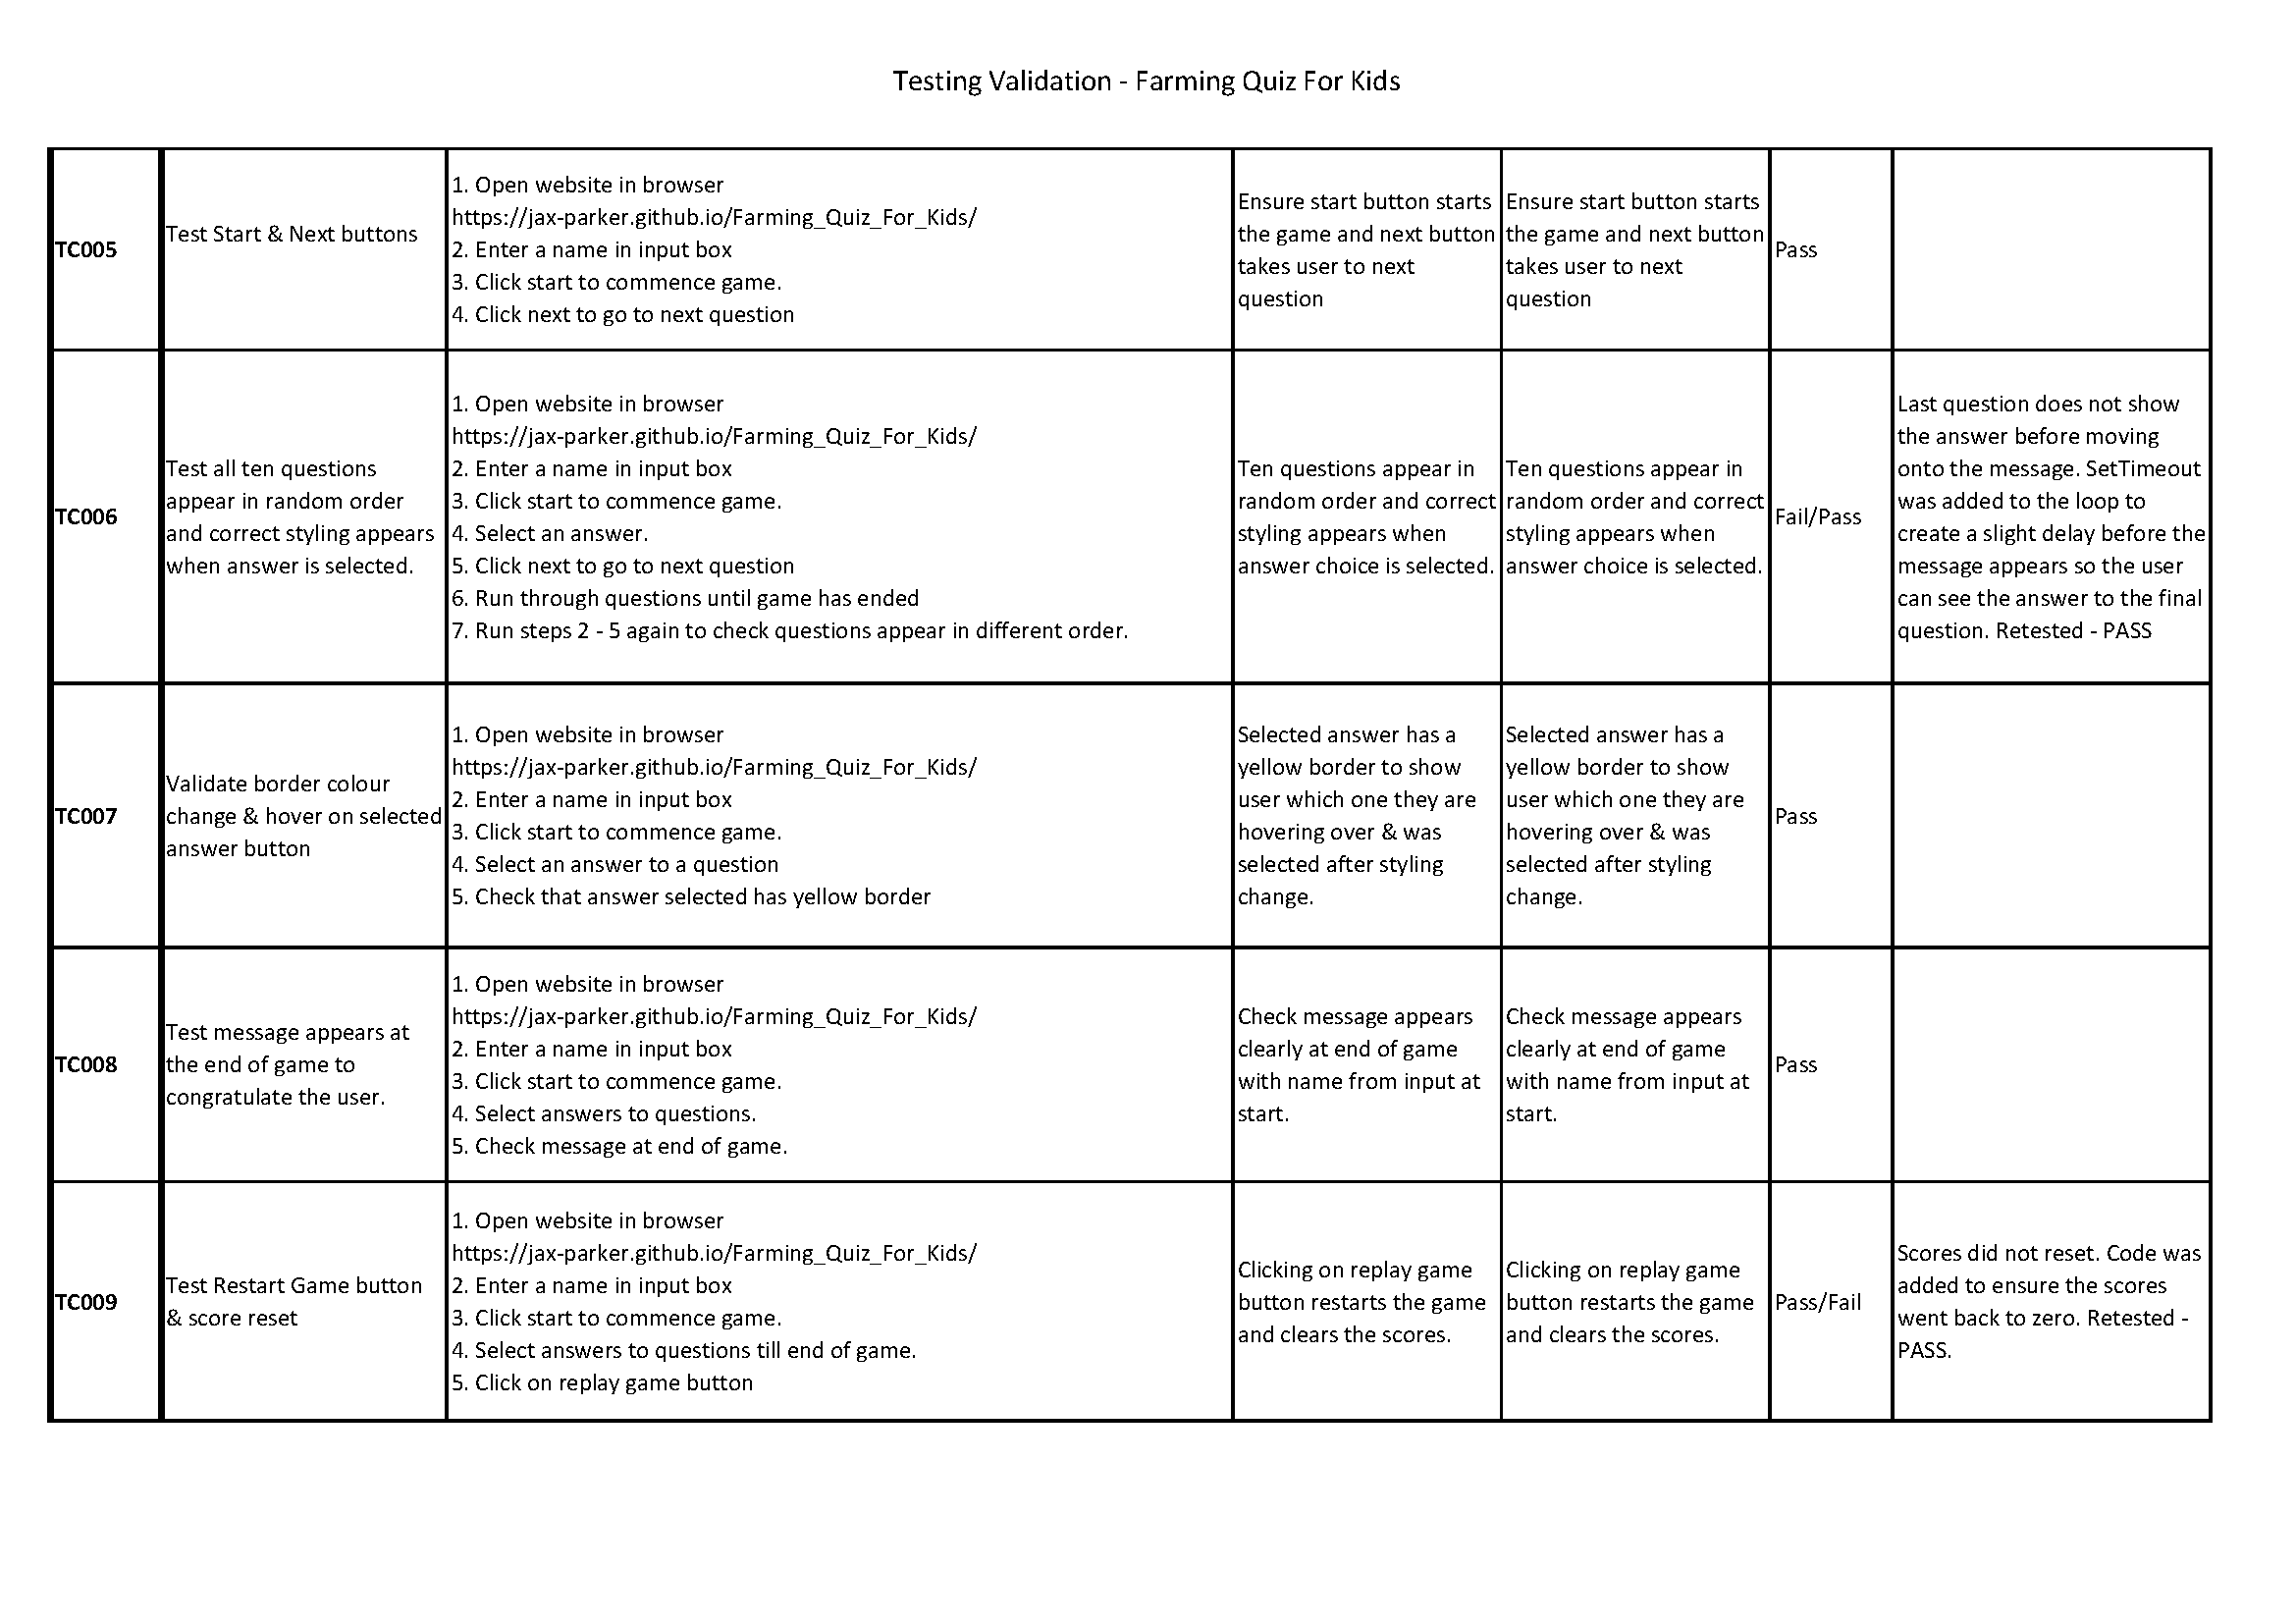 Testing Validation - Farming Quiz For Kids
TC005
Test Start & Next buttons
1. Open website in browser
https://jax-parker.github.io/Farming_Quiz_For_Kids/
2. Enter a name in input box
3. Click start to commence game.
4. Click next to go to next question
Ensure start button starts
the game and next button
takes user to next
question
Ensure start button starts
the game and next button
takes user to next
question
Pass
TC006
Test all ten questions
appear in random order
and correct styling appears
when answer is selected.
1. Open website in browser
https://jax-parker.github.io/Farming_Quiz_For_Kids/
2. Enter a name in input box
3. Click start to commence game.
4. Select an answer.
5. Click next to go to next question
6. Run through questions until game has ended
7. Run steps 2 - 5 again to check questions appear in different order.
Ten questions appear in
random order and correct
styling appears when
answer choice is selected.
Ten questions appear in
random order and correct
styling appears when
answer choice is selected.
Fail/Pass
Last question does not show
the answer before moving
onto the message. SetTimeout
was added to the loop to
create a slight delay before the
message appears so the user
can see the answer to the final
question. Retested - PASS
TC007
Validate border colour
change & hover on selected
answer button
1. Open website in browser
https://jax-parker.github.io/Farming_Quiz_For_Kids/
2. Enter a name in input box
3. Click start to commence game.
4. Select an answer to a question
5. Check that answer selected has yellow border
Selected answer has a
yellow border to show
user which one they are
hovering over & was
selected after styling
change.
Selected answer has a
yellow border to show
user which one they are
hovering over & was
selected after styling
change.
Pass
TC008
Test message appears at
the end of game to
congratulate the user.
1. Open website in browser
https://jax-parker.github.io/Farming_Quiz_For_Kids/
2. Enter a name in input box
3. Click start to commence game.
4. Select answers to questions.
5. Check message at end of game.
Check message appears
clearly at end of game
with name from input at
start.
Check message appears
clearly at end of game
with name from input at
start.
Pass
TC009
Test Restart Game button
& score reset
1. Open website in browser
https://jax-parker.github.io/Farming_Quiz_For_Kids/
2. Enter a name in input box
3. Click start to commence game.
4. Select answers to questions till end of game.
5. Click on replay game button
Clicking on replay game
button restarts the game
and clears the scores.
Clicking on replay game
button restarts the game
and clears the scores.
Pass/Fail
Scores did not reset. Code was
added to ensure the scores
went back to zero. Retested -
PASS.